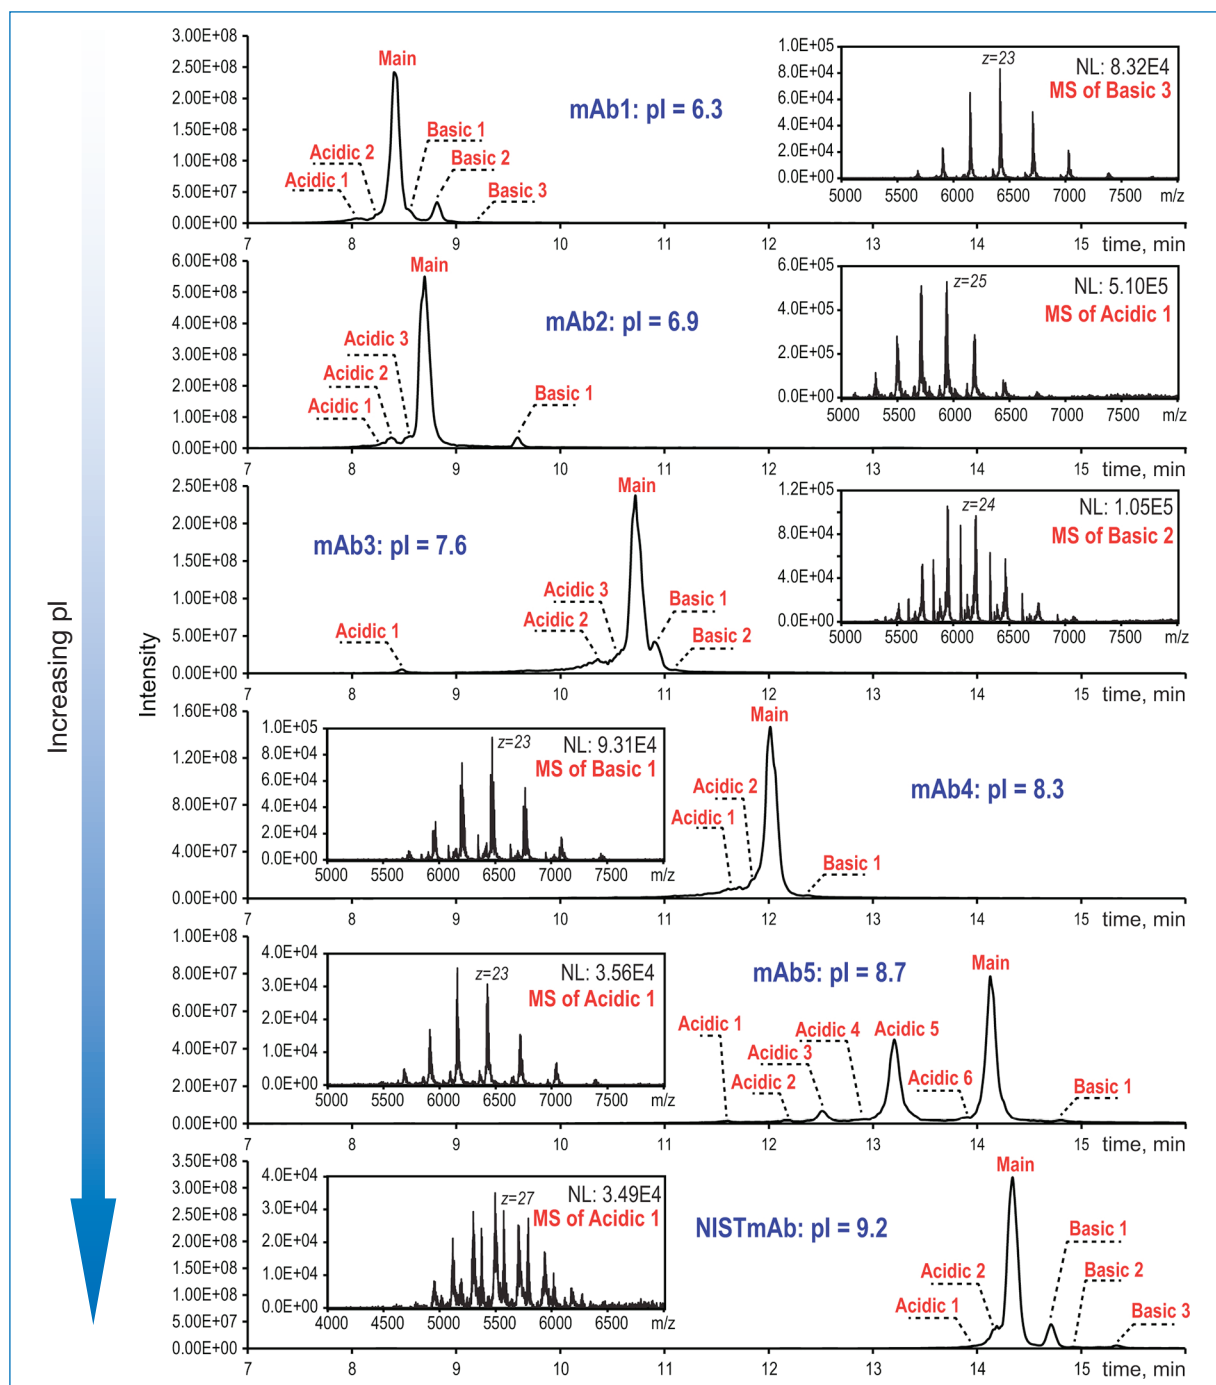 Increasing pI
Intensity
3.00E+08
2.50E+08
2.00E+08
1.50E+08
1.00E+08
5.00E+07
0.00E+00
Main
Acidic 2
Acidic 1
Basic 1
Basic 2
Basic 3
mAb1: pI = 6.3
1.0E+05
8.0E+04
6.0E+04
4.0E+04
2.0E+04
0.0E+00
z=23
NL: 8.32E4
MS of Basic 3
5000 5500 6000 6500 7000 7500 m/z
7 8 9 10 11 12 13 14 15 time, min
6.00E+08
5.00E+08
4.00E+08
3.00E+08
2.00E+08
1.00E+08
0.00E+00
Main
Acidic 3
Acidic 2
Acidic 1
Basic 1
mAb2: pI = 6.9
6.0E+05
4.0E+05
2.0E+05
0.0E+00
z=25
NL: 5.10E5
MS of Acidic 1
5000 5500 6000 6500 7000 7500 m/z
7 8 9 10 11 12 13 14 15 time, min
2.50E+08
2.00E+08
1.50E+08
1.00E+08
5.00E+07
0.00E+00
mAb3: pI = 7.6
Main
Acidic 3
Acidic 2
Acidic 1
Basic 1
Basic 2
1.2E+05
8.0E+04
4.0E+04
0.0E+00
z=24
NL: 1.05E5
MS of Basic 2
5000 5500 6000 6500 7000 7500 m/z
7 8 9 10 11 12 13 14 15 time, min
1.60E+08
1.20E+08
8.00E+07
4.00E+07
0.00E+00
1.0E+05
8.0E+04
6.0E+04
4.0E+04
2.0E+04
0.0E+00
z=23
NL: 9.31E4
MS of Basic 1
5000 5500 6000 6500 7000 7500 m/z
Main
Acidic 2
Acidic 1
Basic 1
mAb4: pI = 8.3
7 8 9 10 11 12 13 14 15 time, min
1.00E+08
8.00E+07
6.00E+07
4.00E+07
2.00E+07
0.00E+00
4.0E+04
3.0E+04
2.0E+04
1.0E+04
0.0E+00
z=23
NL: 3.56E4
MS of Acidic 1
5000 5500 6000 6500 7000 7500 m/z
mAb5: pI = 8.7
Main
Acidic 1
Acidic 4
Acidic 5
Acidic 3
Acidic 2
Acidic 6
Basic 1
7 8 9 10 11 12 13 14 15 time, min
3.50E+08
3.00E+08
2.50E+08
2.00E+08
1.50E+08
1.00E+08
5.00E+07
0.00E+00
4.0E+04
3.0E+04
2.0E+04
1.0E+04
0.0E+00
z=27
NL: 3.49E4
MS of Acidic 1
4000 4500 5000 5500 6000 6500 m/z
NISTmAb: pI = 9.2
Main
Basic 1
Acidic 2
Basic 2
Acidic 1
Basic 3
7 8 9 10 11 12 13 14 15 time, min